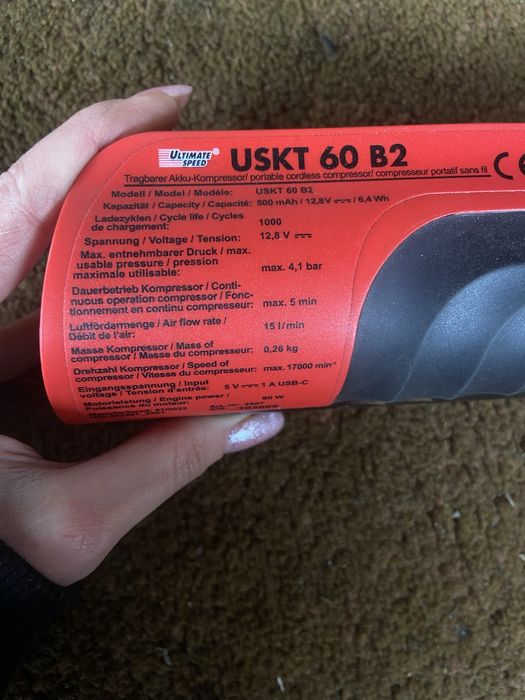 ULTIMATE SPEED® USKT 60 B2
Tragbarer Akku-Kompressor/ portable cordless compressor/ compresseur portatif sans fil
CE
Modell / Model / Modèle: USKT 60 B2
Kapazität / Capacity / Capacité: 500 mAh / 12,8V / 6,4 Wh
Ladezyklen / Cycle life / Cycles de chargement: 1000
Spannung / Voltage / Tension: 12,8 V
Max. entnehmbarer Druck / max. usable pressure / pression maximale utilisable: max. 4,1 bar
Dauerbetrieb Kompressor / Conti-
nuous operation compressor / Fonc-
tionnement en continu compresseur: max. 5 min
Luftfördermenge / Air flow rate /
Débit de l'air: 15 l/min
Masse Kompressor / Mass of
compressor / Masse du compresseur: 0,26 kg
Drehzahl Kompressor / Speed of
compressor / Vitesse du compresseur: max. 17000 min⁻¹
Eingangsspannung / Input
voltage / Tension d'entrée: 5 V 1 A USB-C
Motorleistung / Engine power /
Puissance du moteur: 90 W